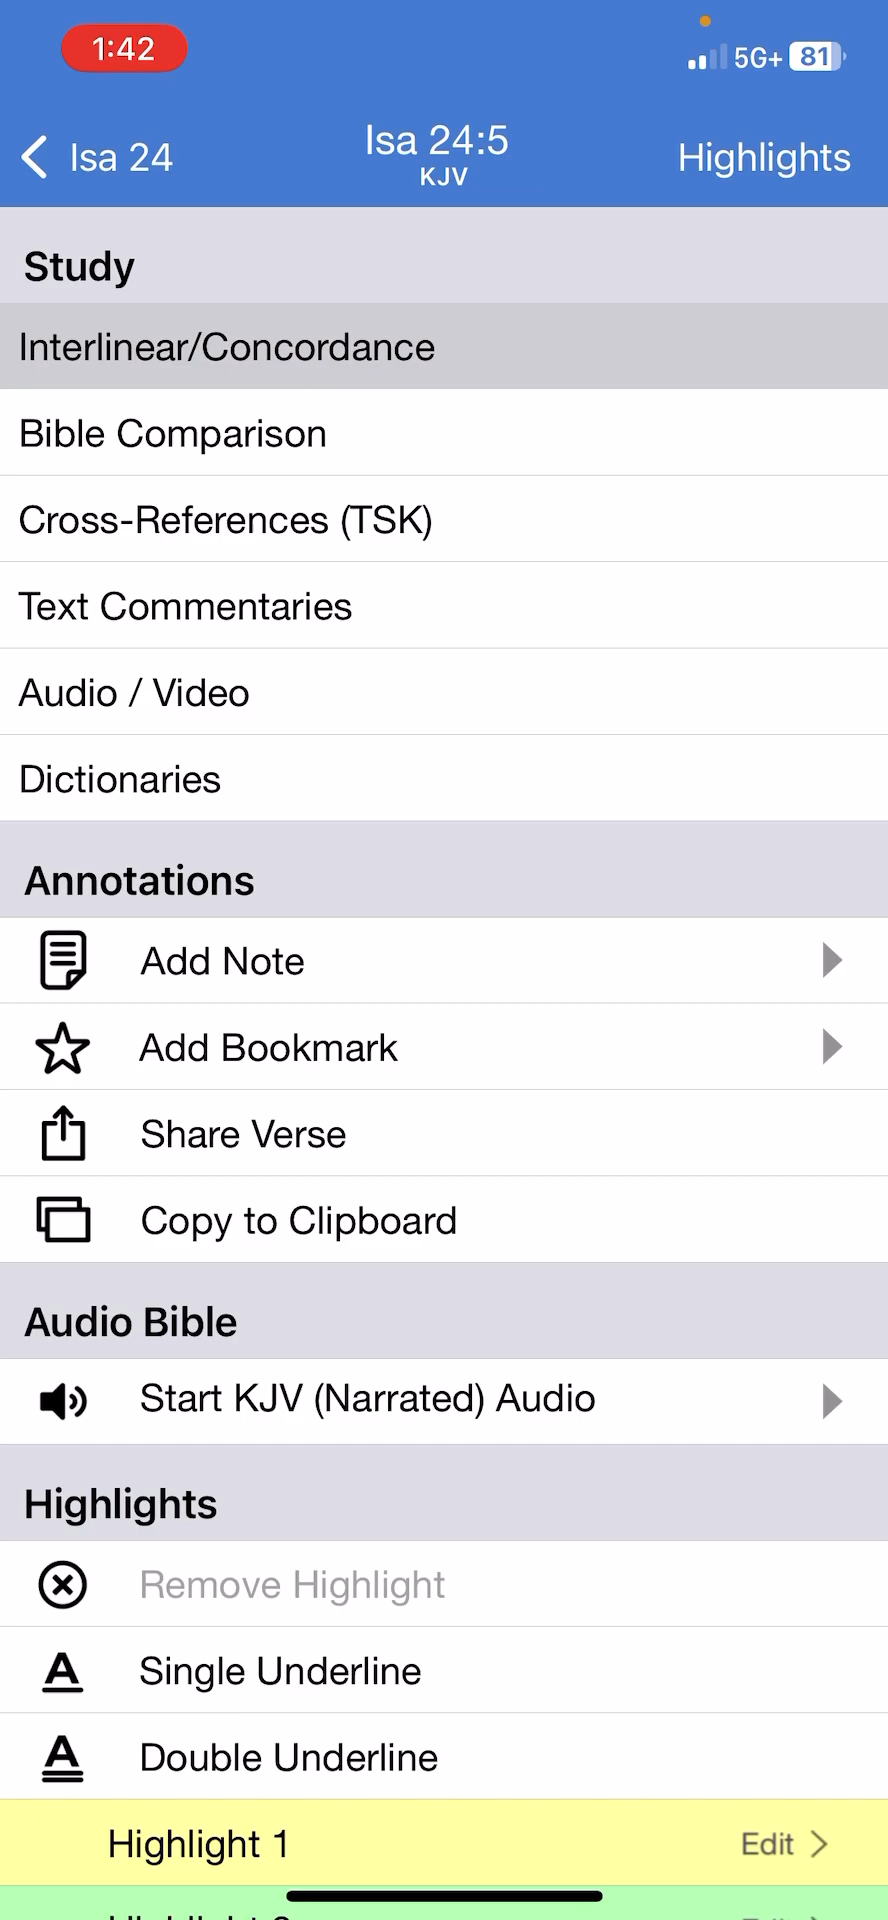 1:42
5G+ 81
Isa 24
Isa 24:5
KJV
Highlights
Study
Interlinear/Concordance
Bible Comparison
Cross-References (TSK)
Text Commentaries
Audio / Video
Dictionaries
Annotations
Add Note
Add Bookmark
Share Verse
Copy to Clipboard
Audio Bible
Start KJV (Narrated) Audio
Highlights
Remove Highlight
A Single Underline
A Double Underline
Highlight 1 Edit